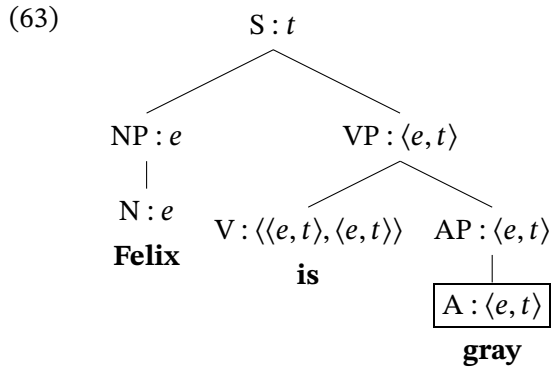 (63)
S : t
NP : e VP : ⟨e, t⟩
N : e V : ⟨⟨e, t⟩, ⟨e, t⟩⟩ AP : ⟨e, t⟩
Felix is
A : ⟨e, t⟩
gray